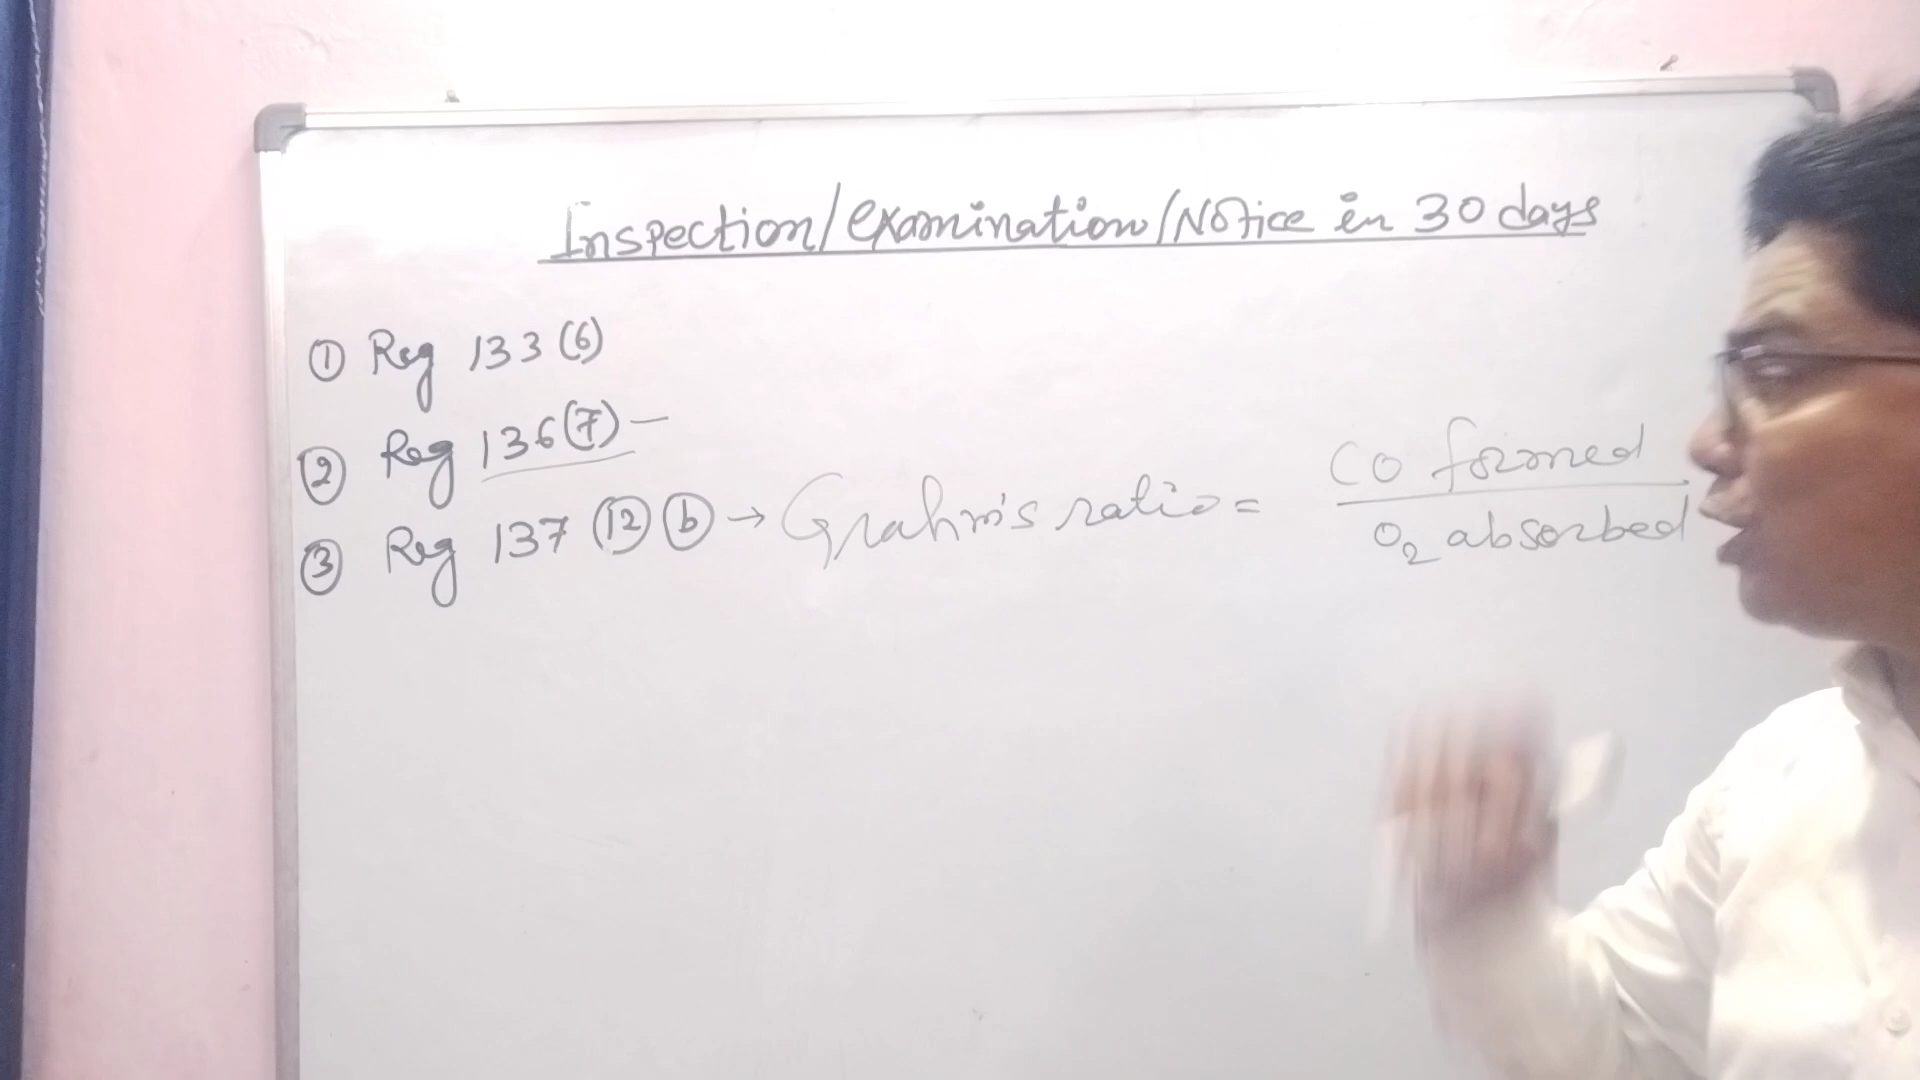 Inspection/examination/Notice in 30 days
① Reg 133 (6)
② Reg 136(7) —
③ Reg 137 ⑫ ⓑ → Grahm's ratio = CO formed / O₂ absorbed